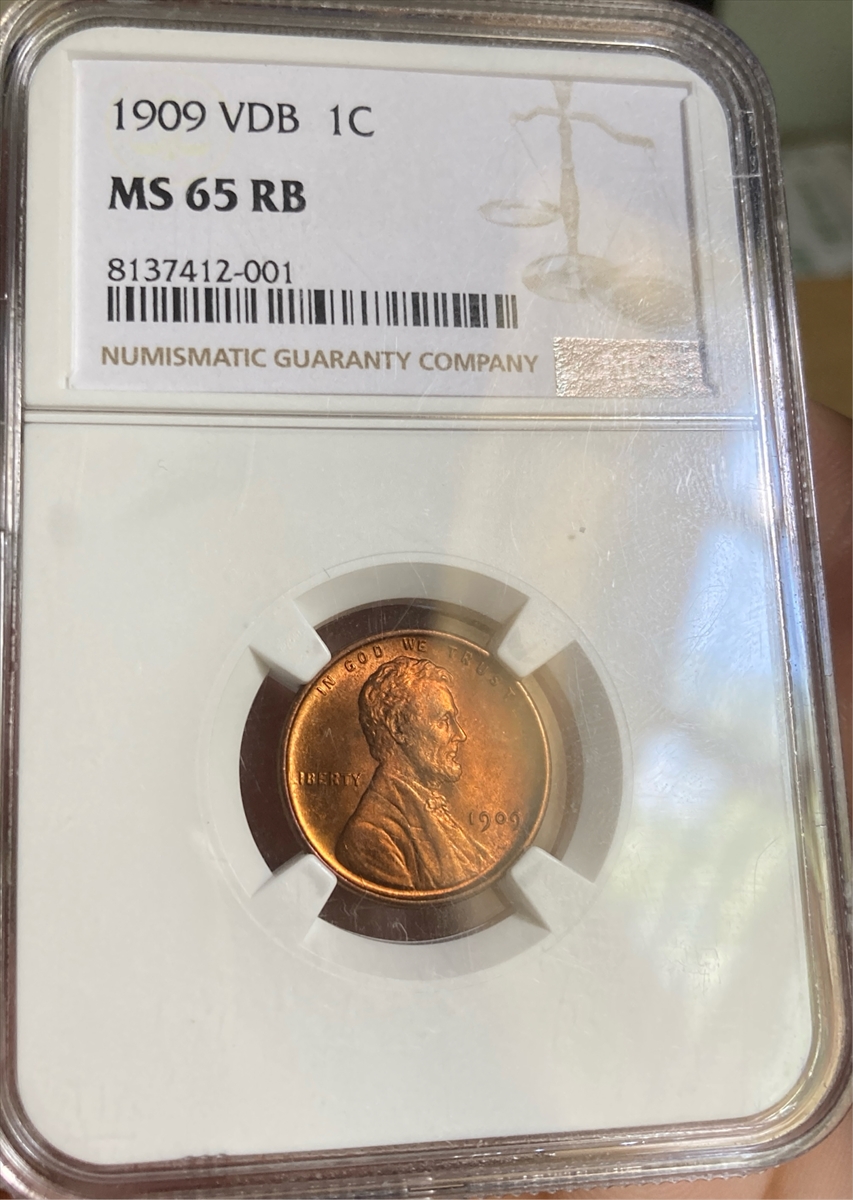 1909 VDB 1C
MS 65 RB
8137412-001
NUMISMATIC GUARANTY COMPANY
IN GOD WE TRUST
LIBERTY
1909